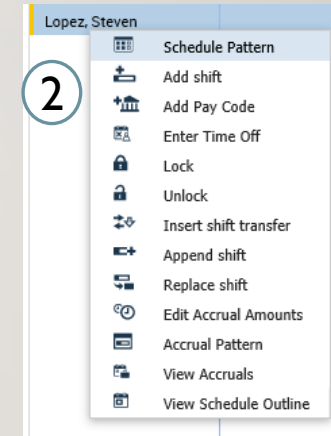 Lopez, Steven
2
Schedule Pattern
Add shift
Add Pay Code
Enter Time Off
Lock
Unlock
Insert shift transfer
Append shift
Replace shift
Edit Accrual Amounts
Accrual Pattern
View Accruals
View Schedule Outline